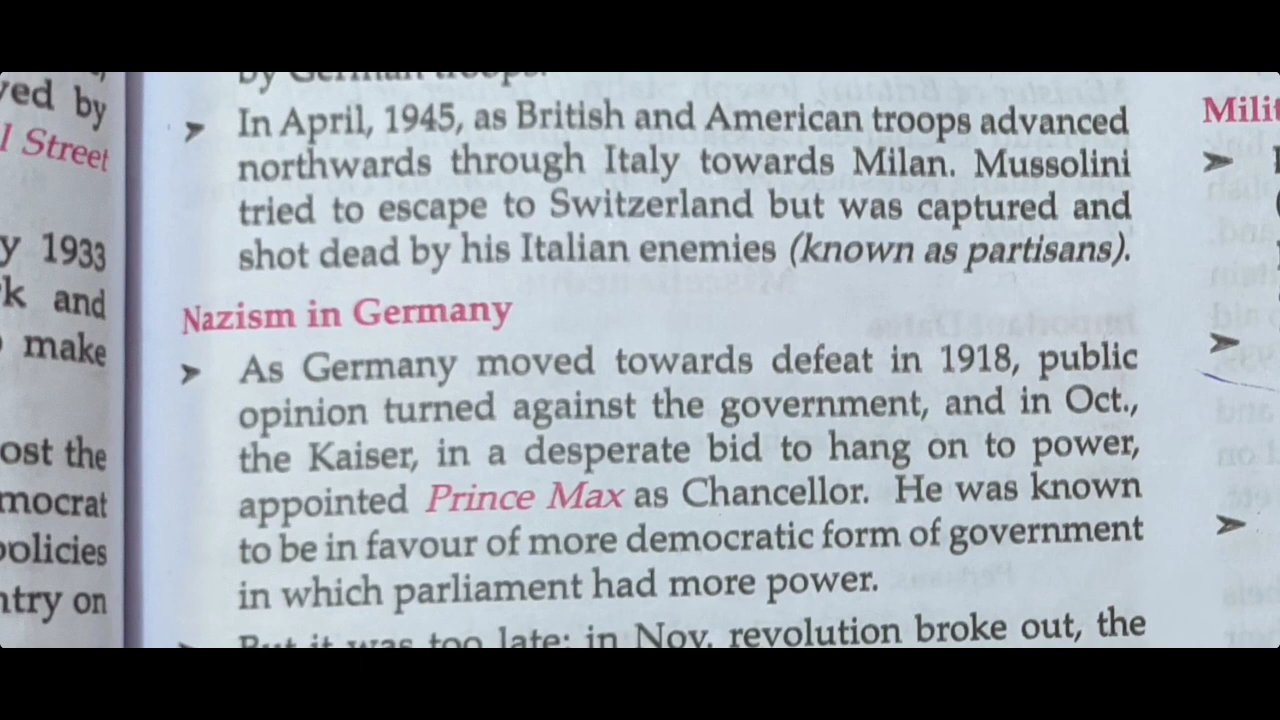 ved by
l Street
y 1933
k and
make
ost the
mocrat
policies
ntry on
by German troops.
➤ In April, 1945, as British and American troops advanced
northwards through Italy towards Milan. Mussolini
tried to escape to Switzerland but was captured and
shot dead by his Italian enemies (known as partisans).
Nazism in Germany
➤ As Germany moved towards defeat in 1918, public
opinion turned against the government, and in Oct.,
the Kaiser, in a desperate bid to hang on to power,
appointed Prince Max as Chancellor. He was known
to be in favour of more democratic form of government
in which parliament had more power.
But it was too late; in Nov. revolution broke out, the
Milit